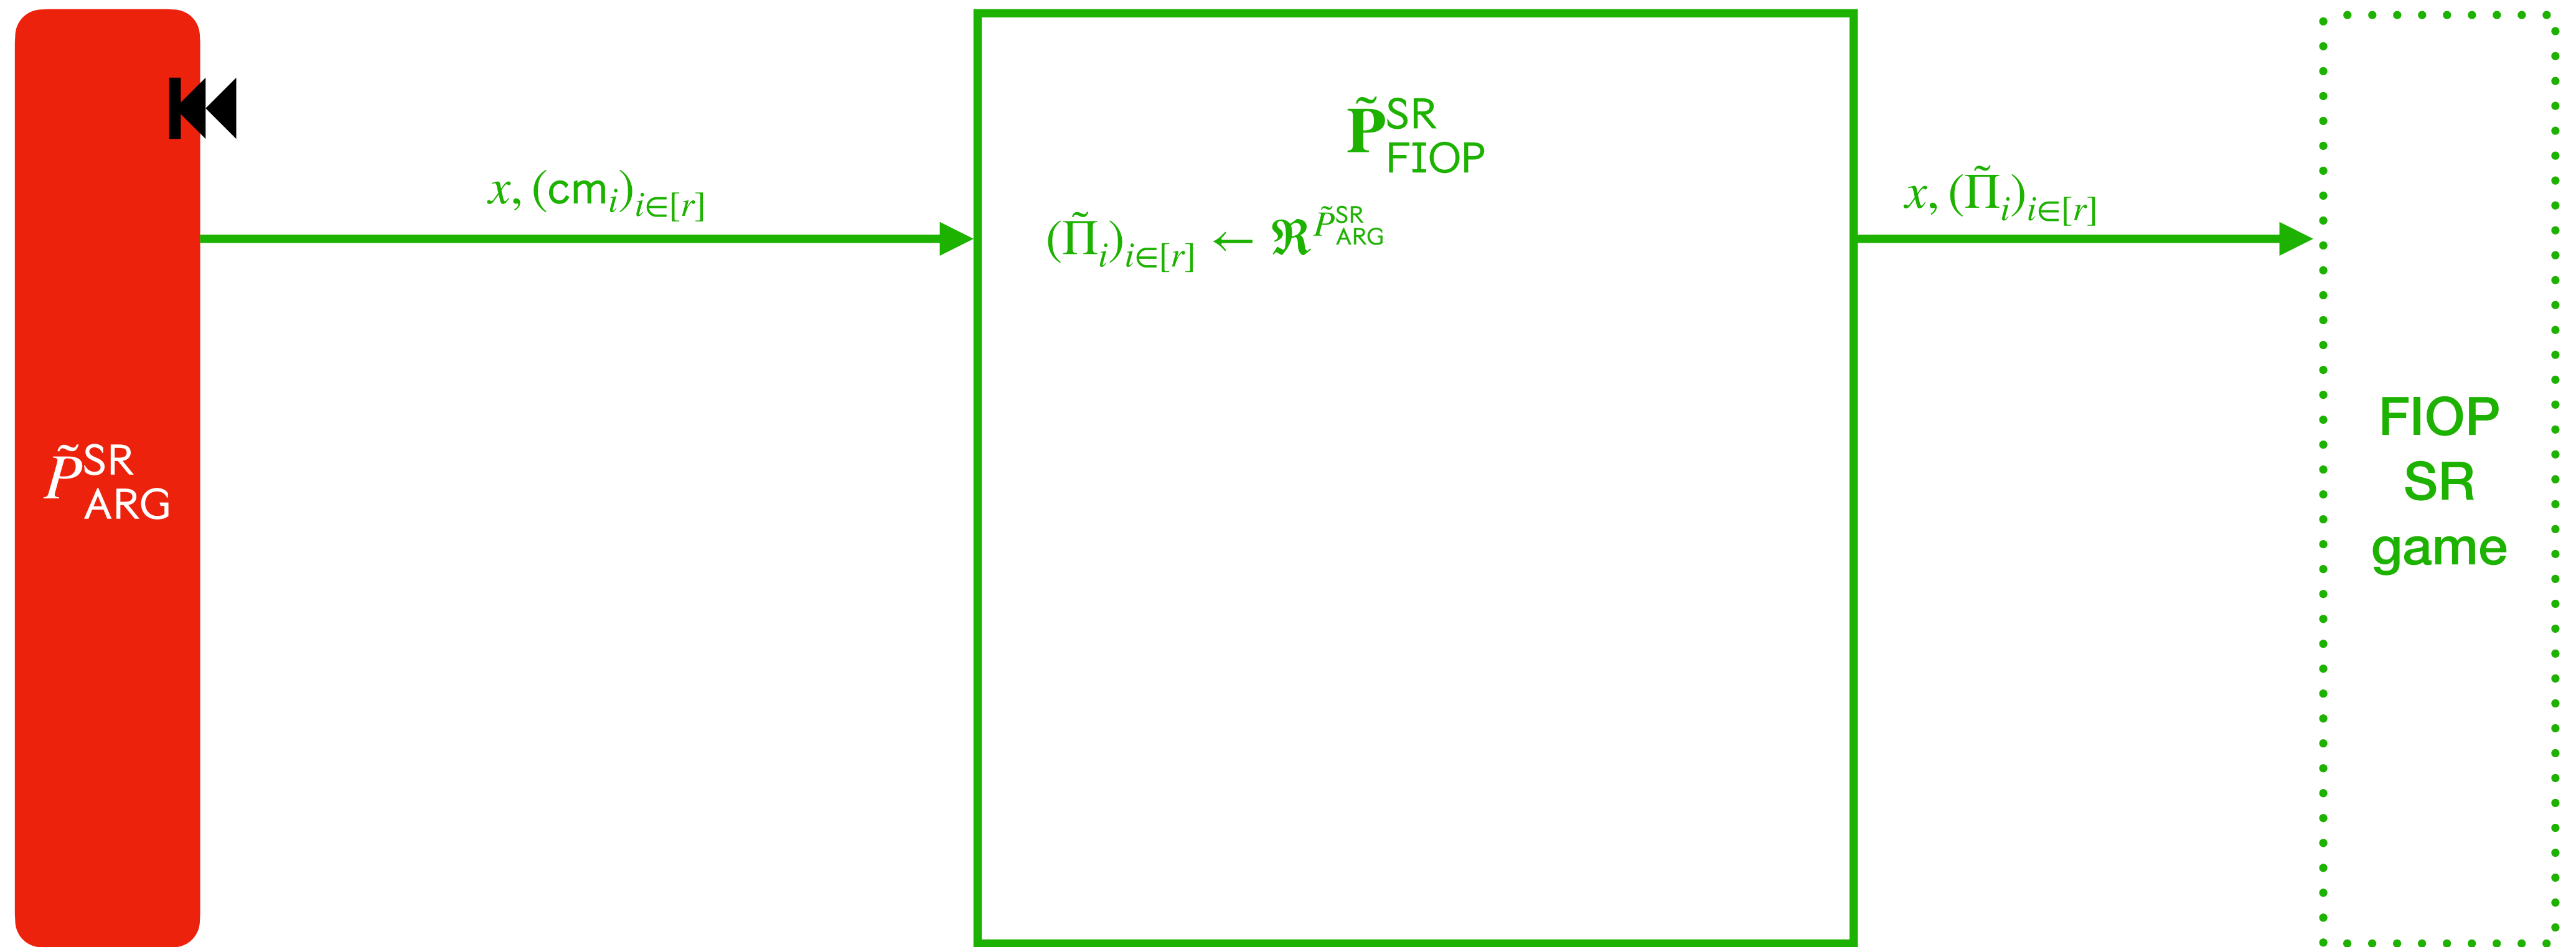 P̃^SR_ARG
x, (cm_i)_{i∈[r]}
P̃^SR_FIOP
(Π̃_i)_{i∈[r]} ← ℜ^{P̃^SR_ARG}
x, (Π̃_i)_{i∈[r]}
FIOP
SR
game